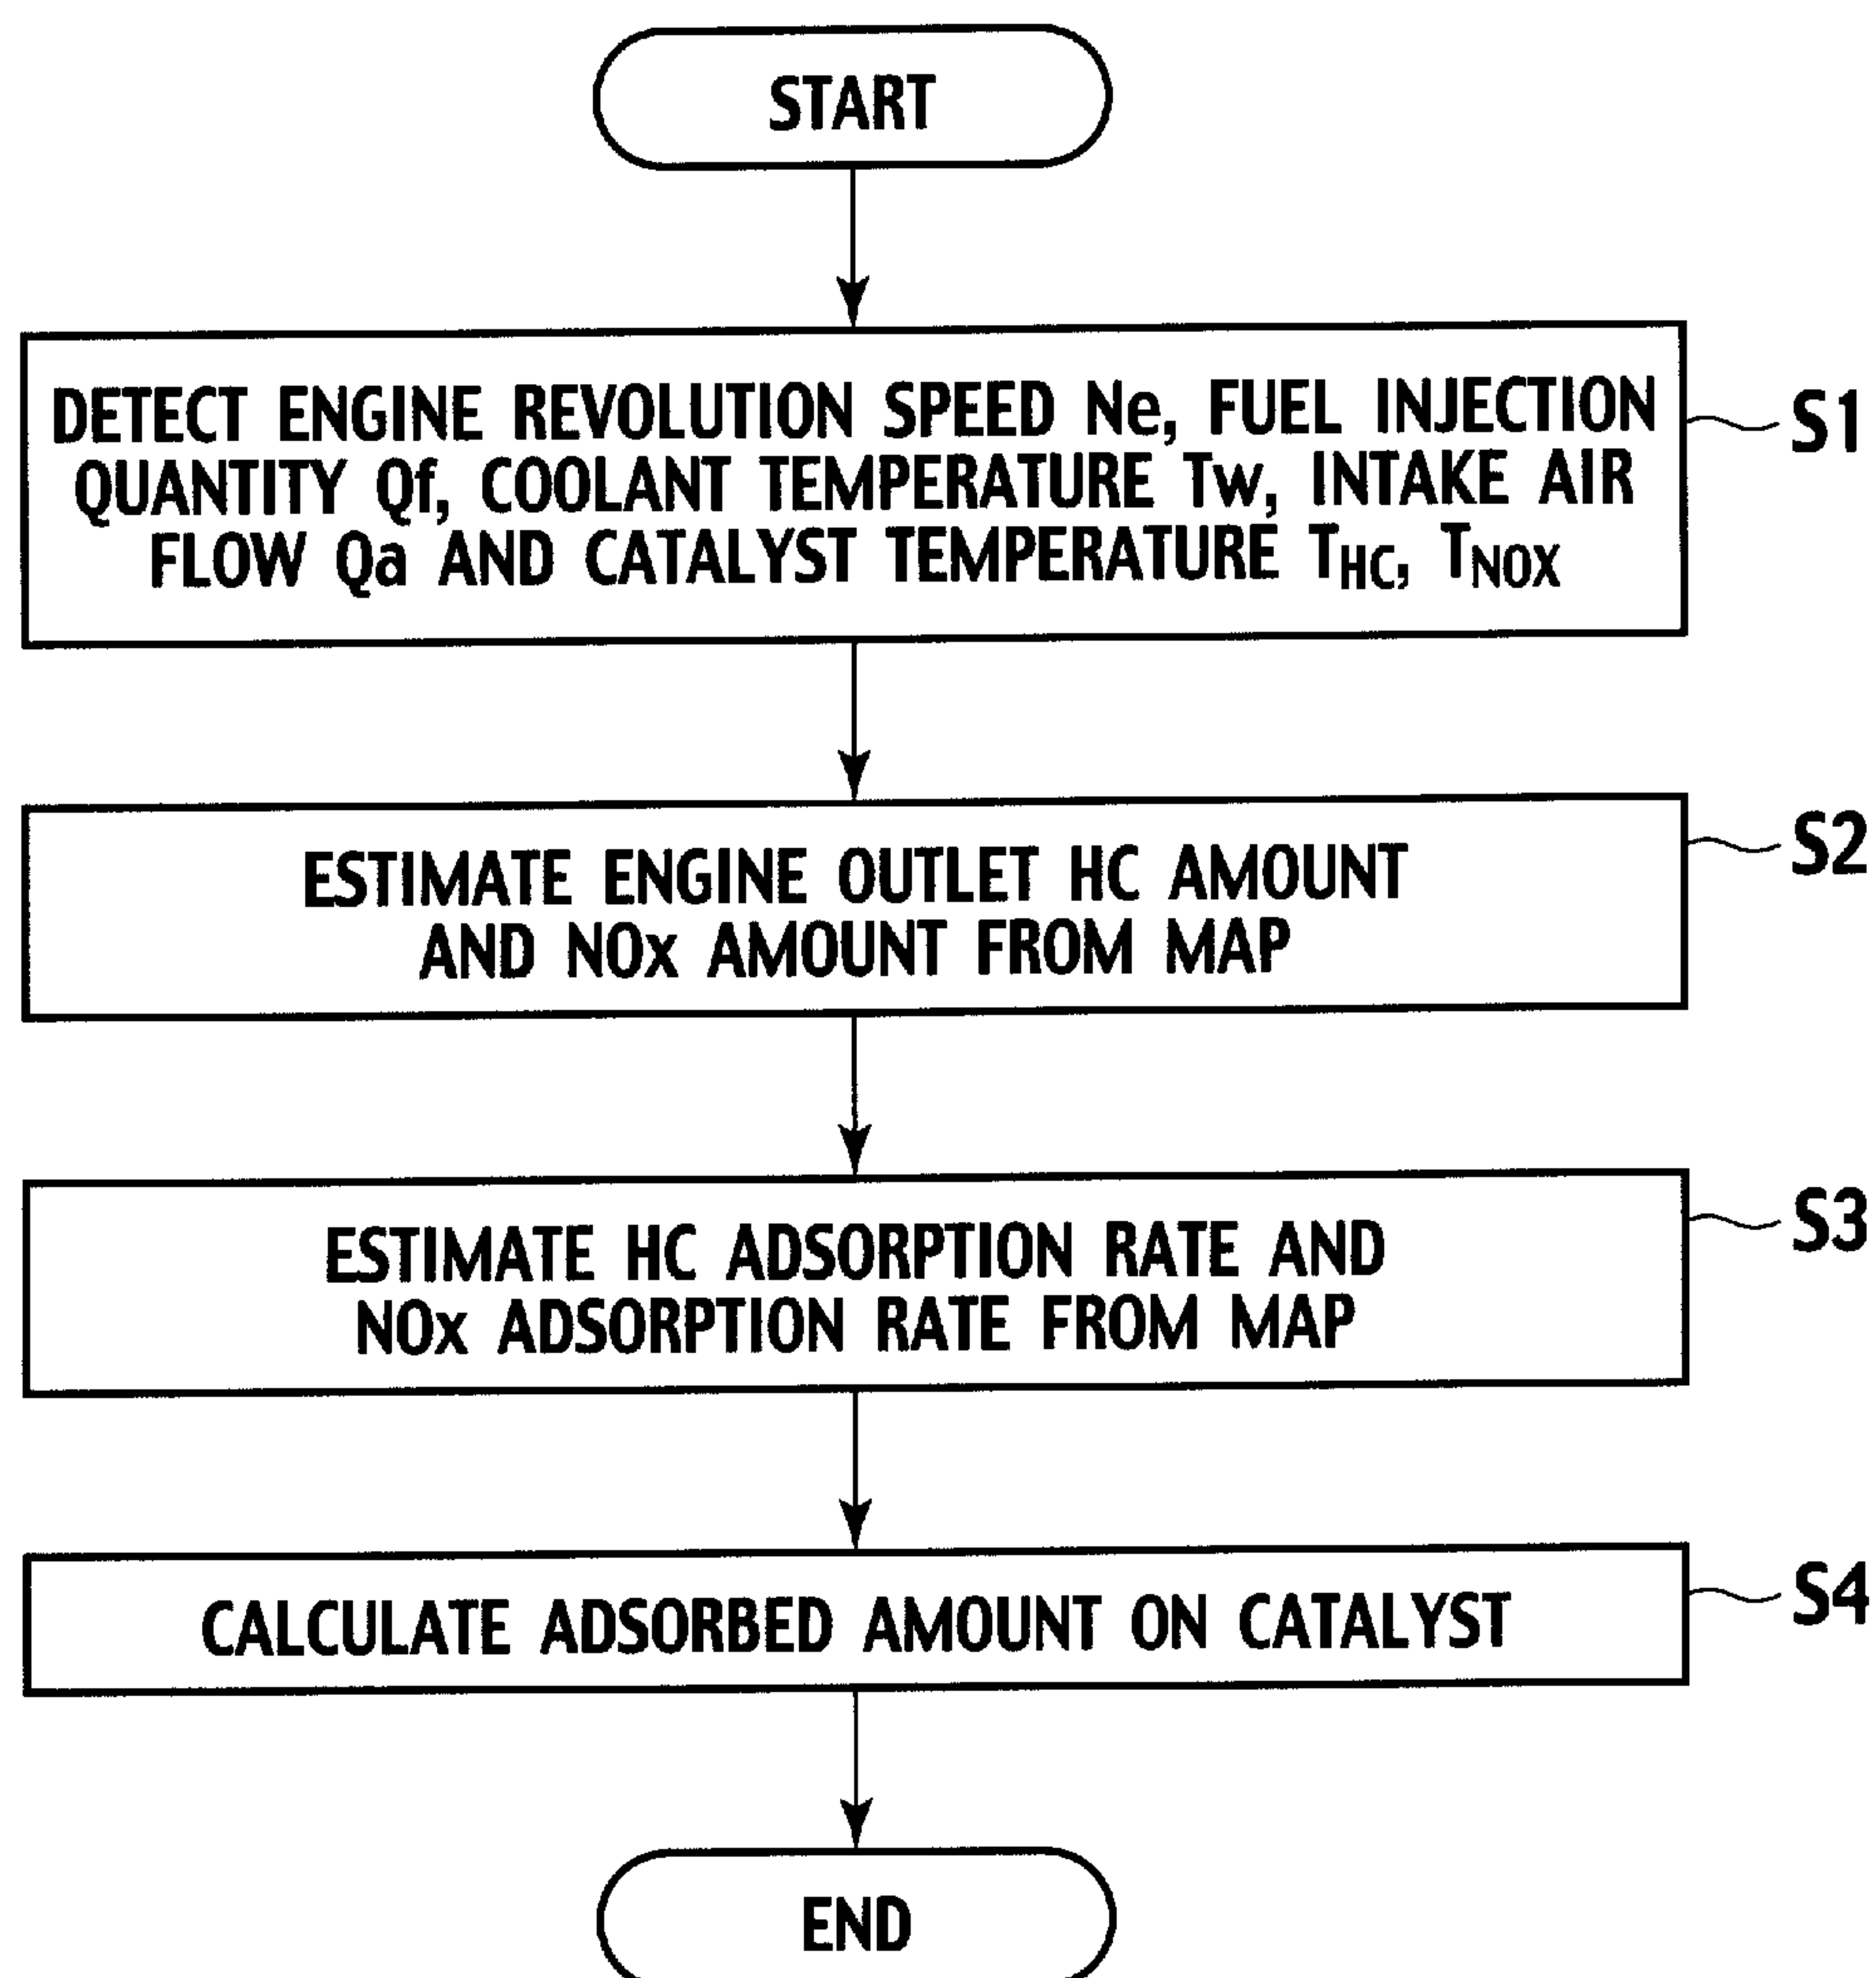 START
DETECT ENGINE REVOLUTION SPEED Ne, FUEL INJECTION
QUANTITY Qf, COOLANT TEMPERATURE Tw, INTAKE AIR
FLOW Qa AND CATALYST TEMPERATURE THC, TNOX
S1
ESTIMATE ENGINE OUTLET HC AMOUNT
AND NOx AMOUNT FROM MAP
S2
ESTIMATE HC ADSORPTION RATE AND
NOx ADSORPTION RATE FROM MAP
S3
CALCULATE ADSORBED AMOUNT ON CATALYST
S4
END